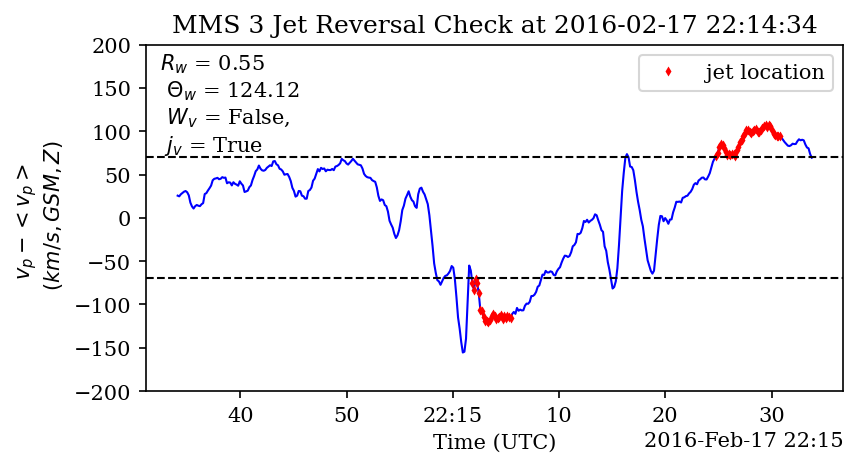 MMS 3 Jet Reversal Check at 2016-02-17 22:14:34
R_w = 0.55
Θ_w = 124.12
W_v = False,
j_v = True
jet location
200
150
100
50
0
−50
−100
−150
−200
v_p − < v_p >
(km/s, GSM, Z)
40 50 22:15 10 20 30
Time (UTC)
2016-Feb-17 22:15